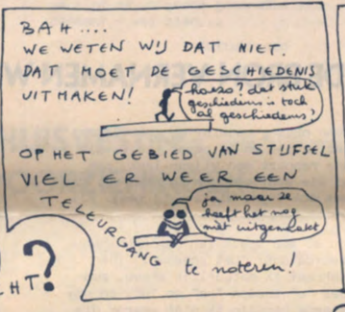 BAH....
WE WETEN WIJ DAT NIET.
DAT MOET DE GESCHIEDENIS
UITMAKEN!
hoezo? dat stuk
geschiedenis is toch
al geschiedenis?
OP HET GEBIED VAN STIJFSEL
VIEL ER WEER EEN
TELEURGANG te noteren!
ja maar ze
heeft het nog
niet uitgemaakt
CHT?